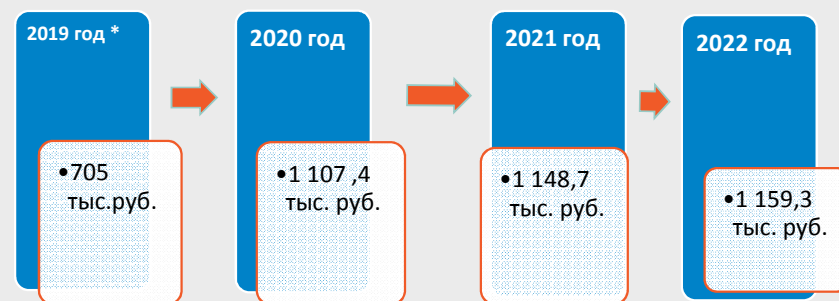 2019 год *
•705
тыс.руб.
2020 год
•1 107 ,4
тыс. руб.
2021 год
•1 148,7
тыс. руб.
2022 год
•1 159,3
тыс. руб.